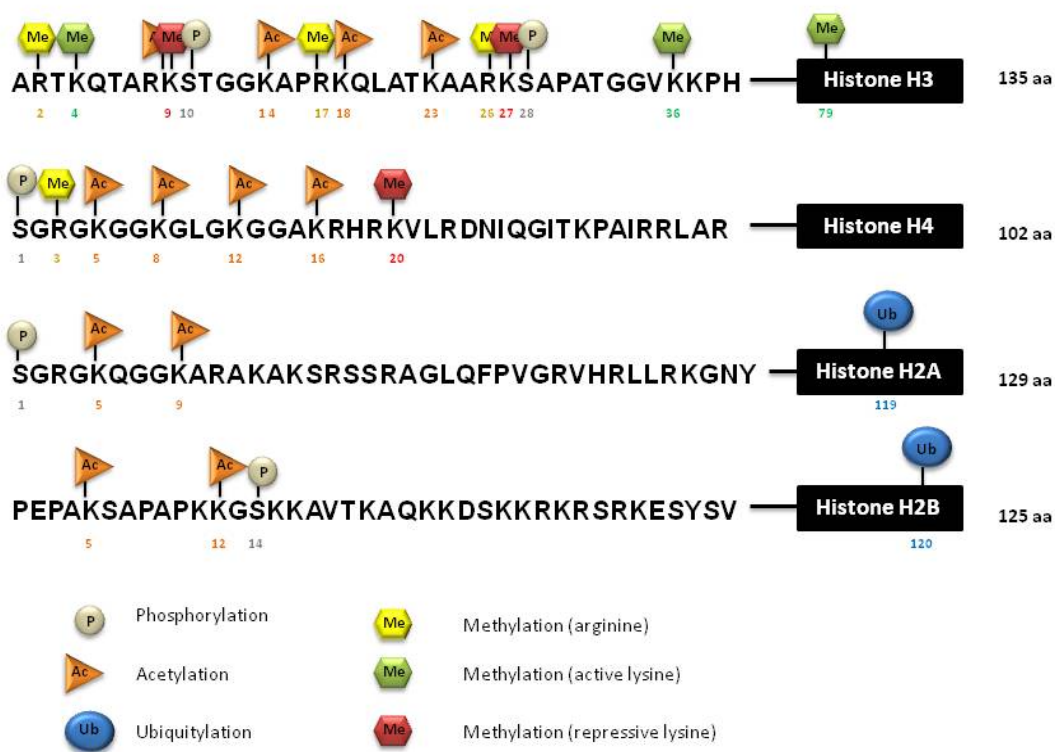 Me Me Ac Me P Ac Me Ac Ac Me Me P Me Me
ARTKQTARKSTGGKAPRKQLATKAARKSAPATGGVKKPH Histone H3 135 aa
2 4 9 10 14 17 18 23 26 27 28 36 79
P Me Ac Ac Ac Ac Me
SGRGKGGKGLGKGGAKRHRKVLRDNIQGITKPAIRRLAR Histone H4 102 aa
1 3 5 8 12 16 20
P Ac Ac Ub
SGRGKQGGKARAKAKSRSSRAGLQFPVGRVHRLLRKGNY Histone H2A 129 aa
1 5 9 119
Ac Ac P Ub
PEPAKSAPAPKKGSKKAVTKAQKKDSKKRKRSRKESYSV Histone H2B 125 aa
5 12 14 120
P Phosphorylation Me Methylation (arginine)
Ac Acetylation Me Methylation (active lysine)
Ub Ubiquitylation Me Methylation (repressive lysine)